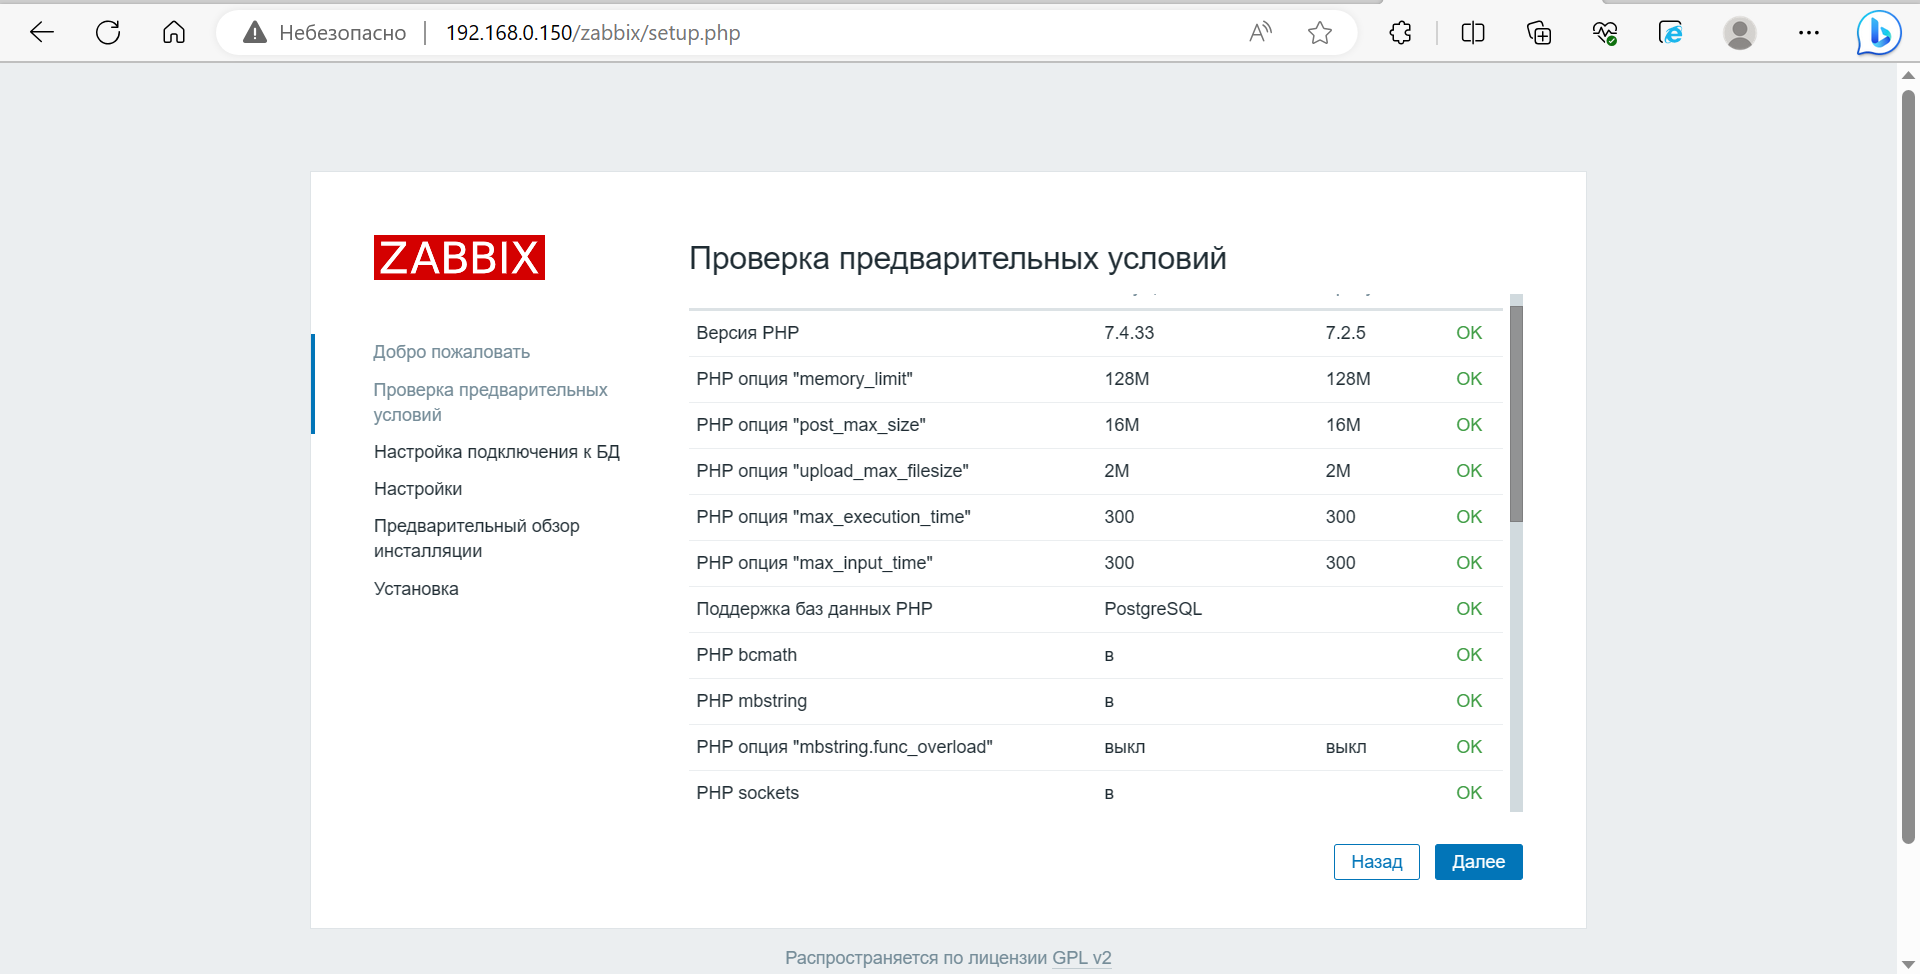 Небезопасно 192.168.0.150/zabbix/setup.php
ZABBIX
Проверка предварительных условий
Добро пожаловать
Проверка предварительных
условий
Настройка подключения к БД
Настройки
Предварительный обзор
инсталляции
Установка
Версия PHP 7.4.33 7.2.5 OK
PHP опция "memory_limit" 128M 128M OK
PHP опция "post_max_size" 16M 16M OK
PHP опция "upload_max_filesize" 2M 2M OK
PHP опция "max_execution_time" 300 300 OK
PHP опция "max_input_time" 300 300 OK
Поддержка баз данных PHP PostgreSQL OK
PHP bcmath в OK
PHP mbstring в OK
PHP опция "mbstring.func_overload" выкл выкл OK
PHP sockets в OK
Назад Далее
Распространяется по лицензии GPL v2